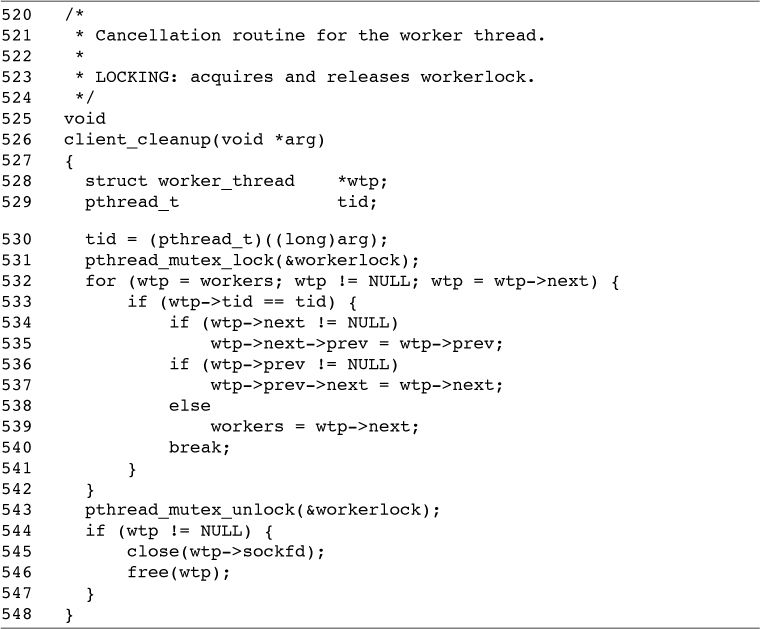 520 /*
521 * Cancellation routine for the worker thread.
522 *
523 * LOCKING: acquires and releases workerlock.
524 */
525 void
526 client_cleanup(void *arg)
527 {
528 struct worker_thread *wtp;
529 pthread_t tid;
530 tid = (pthread_t)((long)arg);
531 pthread_mutex_lock(&workerlock);
532 for (wtp = workers; wtp != NULL; wtp = wtp->next) {
533 if (wtp->tid == tid) {
534 if (wtp->next != NULL)
535 wtp->next->prev = wtp->prev;
536 if (wtp->prev != NULL)
537 wtp->prev->next = wtp->next;
538 else
539 workers = wtp->next;
540 break;
541 }
542 }
543 pthread_mutex_unlock(&workerlock);
544 if (wtp != NULL) {
545 close(wtp->sockfd);
546 free(wtp);
547 }
548 }